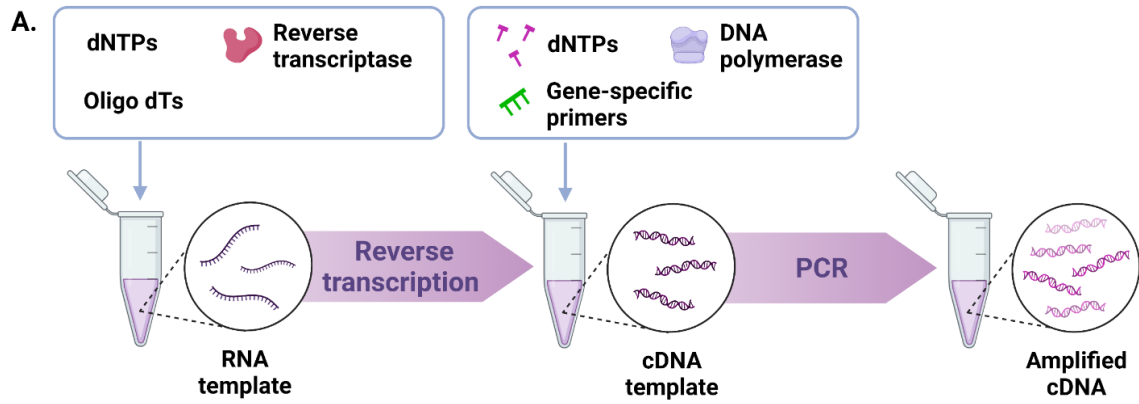 A.
dNTPs
Reverse
transcriptase
Oligo dTs
dNTPs
DNA
polymerase
Gene-specific
primers
Reverse
transcription
PCR
RNA
template
cDNA
template
Amplified
cDNA